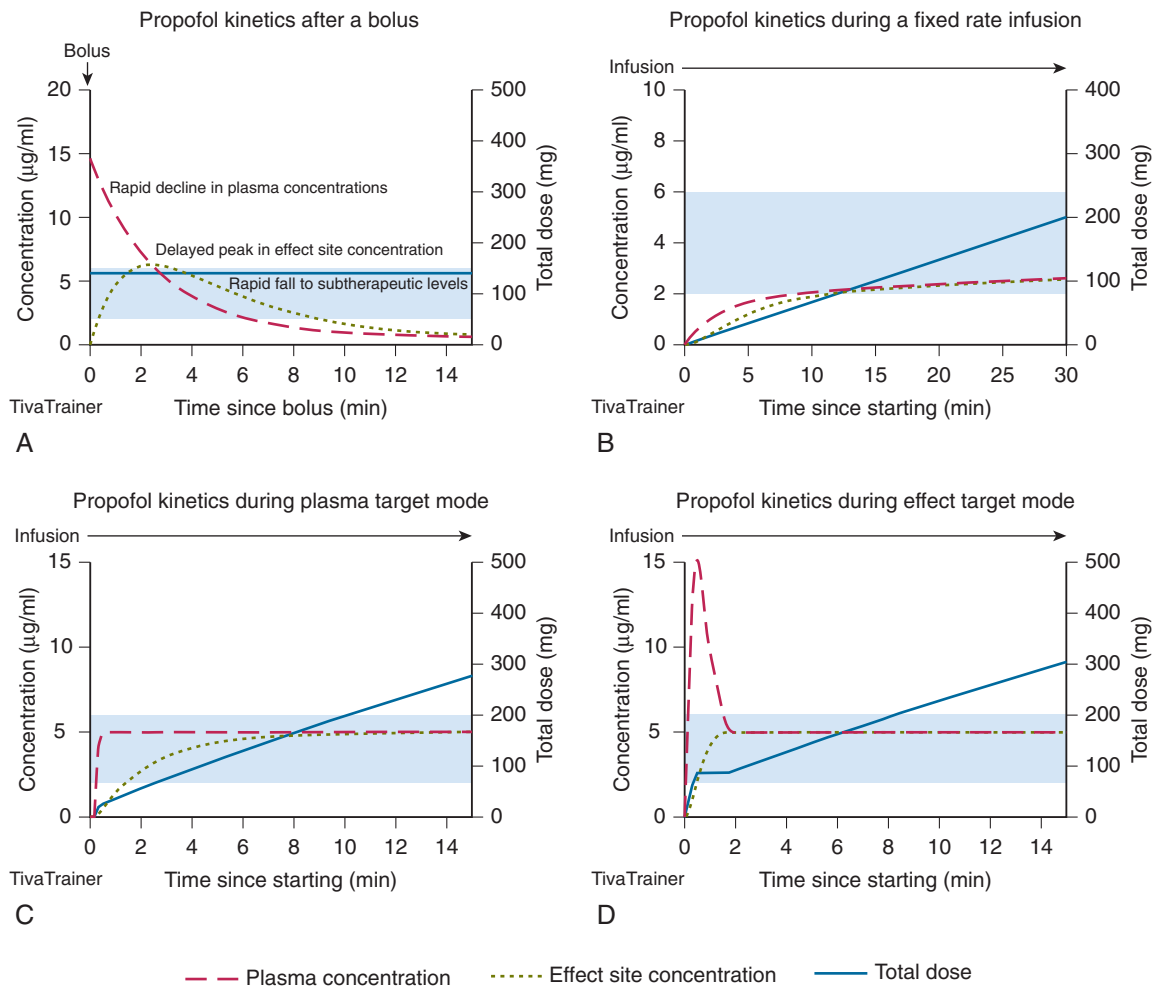 Propofol kinetics after a bolus
Bolus
20
15
10
5
0
Concentration (µg/ml)
500
400
300
200
100
0
Total dose (mg)
Rapid decline in plasma concentrations
Delayed peak in effect site concentration
Rapid fall to subtherapeutic levels
0 2 4 6 8 10 12 14
TivaTrainer
Time since bolus (min)
A
Propofol kinetics during a fixed rate infusion
Infusion
10
8
6
4
2
0
Concentration (µg/ml)
400
300
200
100
0
Total dose (mg)
0 5 10 15 20 25 30
TivaTrainer
Time since starting (min)
B
Propofol kinetics during plasma target mode
Infusion
15
10
5
0
Concentration (µg/ml)
500
400
300
200
100
0
Total dose (mg)
0 2 4 6 8 10 12 14
TivaTrainer
Time since starting (min)
C
Propofol kinetics during effect target mode
Infusion
15
10
5
0
Concentration (µg/ml)
500
400
300
200
100
0
Total dose (mg)
0 2 4 6 8 10 12 14
TivaTrainer
Time since starting (min)
D
Plasma concentration
Effect site concentration
Total dose